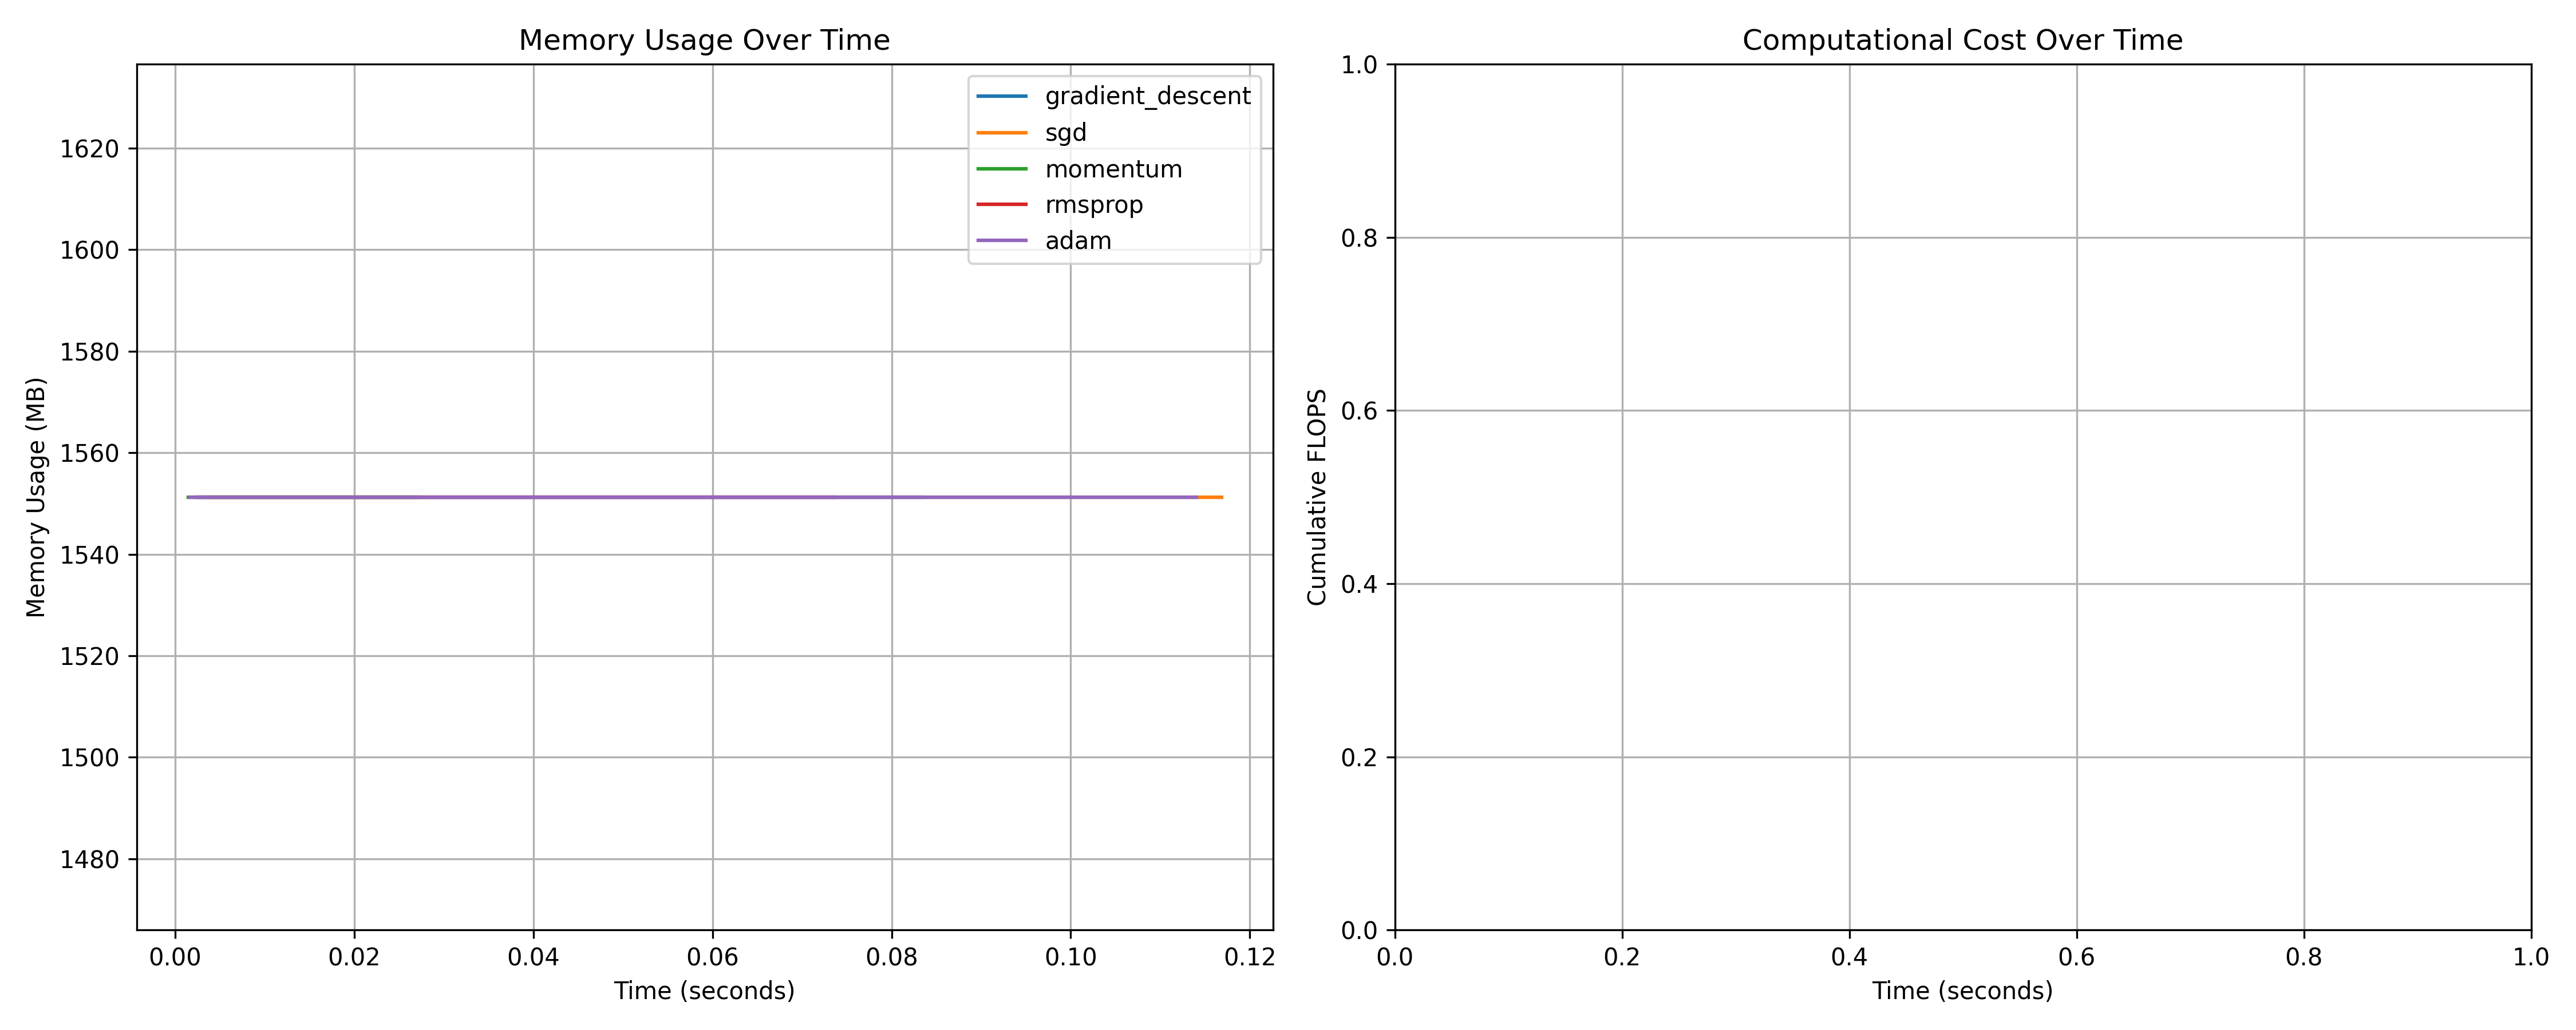 Memory Usage Over Time
gradient_descent
sgd
momentum
rmsprop
adam
1620
1600
1580
1560
1540
1520
1500
1480
Memory Usage (MB)
0.00 0.02 0.04 0.06 0.08 0.10 0.12
Time (seconds)
Computational Cost Over Time
1.0
0.8
0.6
0.4
0.2
0.0
Cumulative FLOPS
0.0 0.2 0.4 0.6 0.8 1.0
Time (seconds)